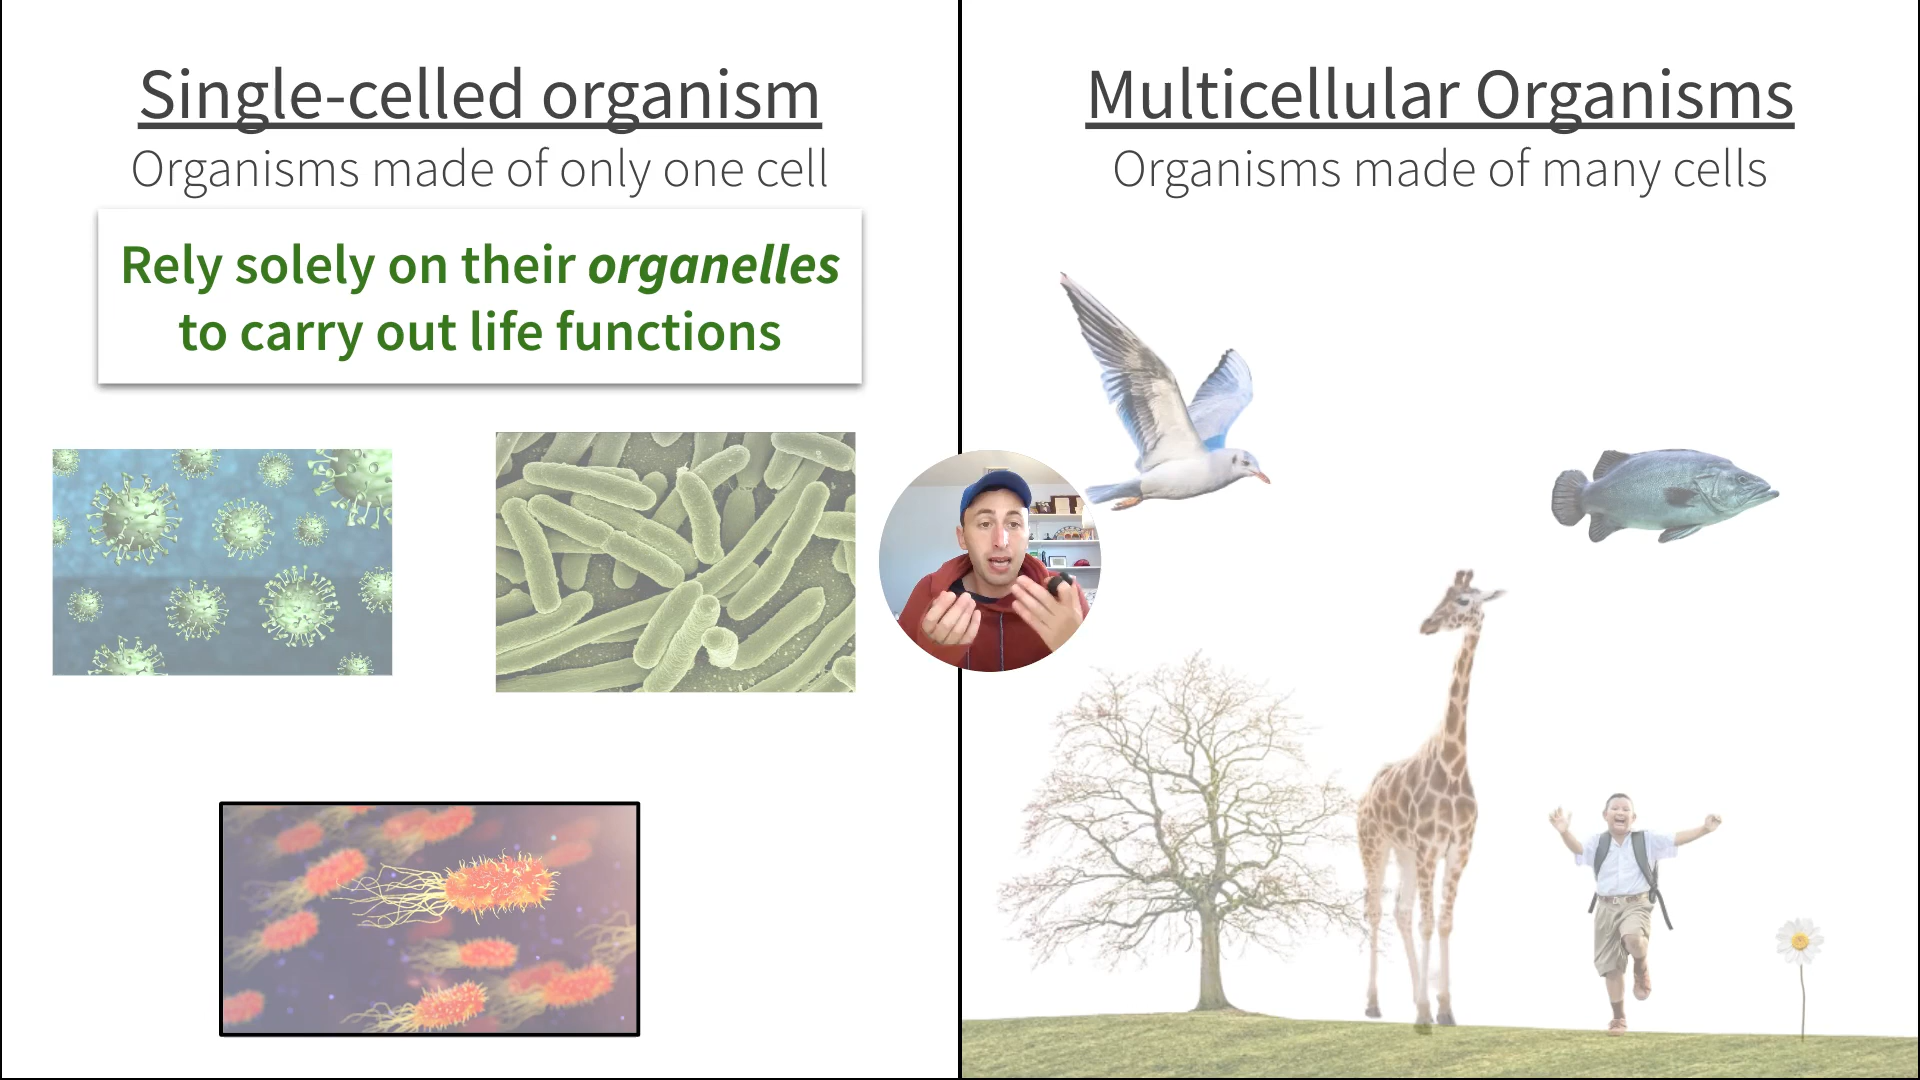 Single-celled organism
Organisms made of only one cell
Rely solely on their organelles
to carry out life functions
Multicellular Organisms
Organisms made of many cells